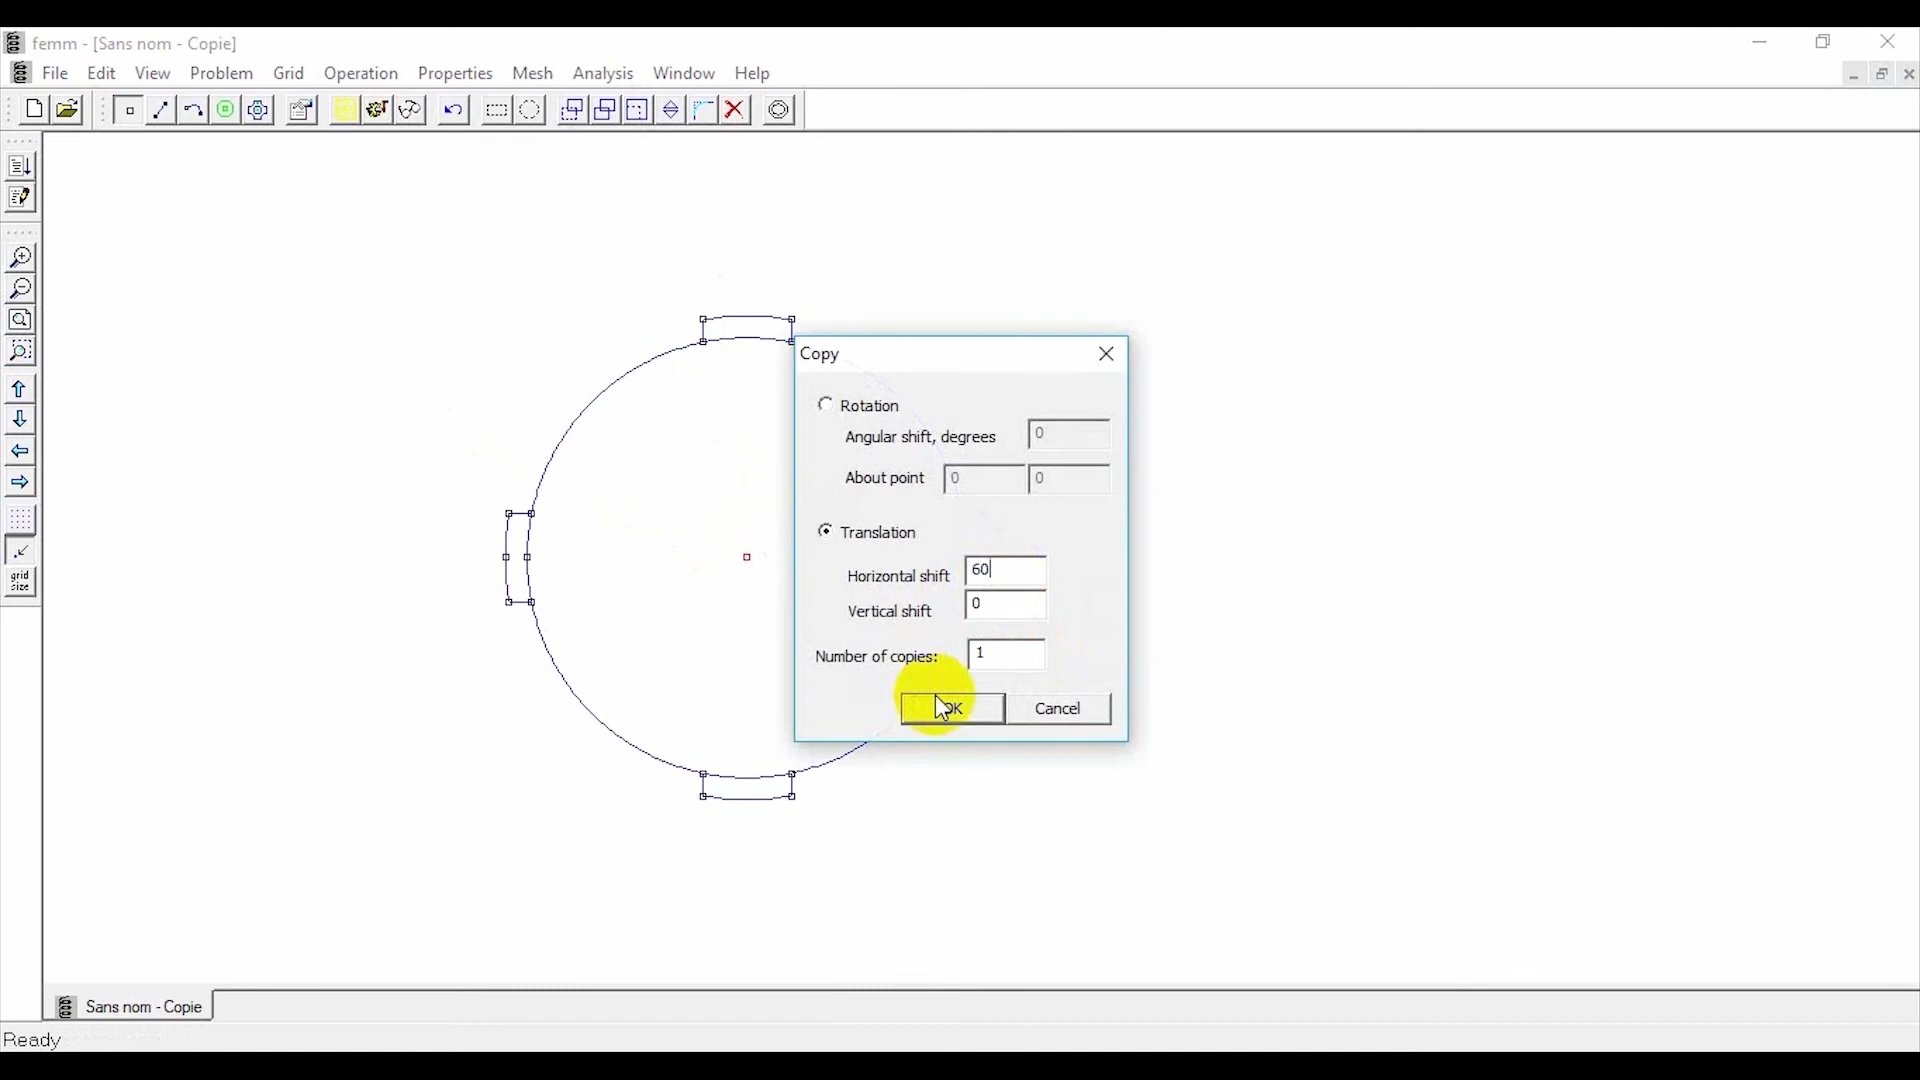 femm - [Sans nom - Copie]
File Edit View Problem Grid Operation Properties Mesh Analysis Window Help
grid
size
Copy
Rotation
Angular shift, degrees 0
About point 0 0
Translation
Horizontal shift 60
Vertical shift 0
Number of copies: 1
OK Cancel
Sans nom - Copie
Ready